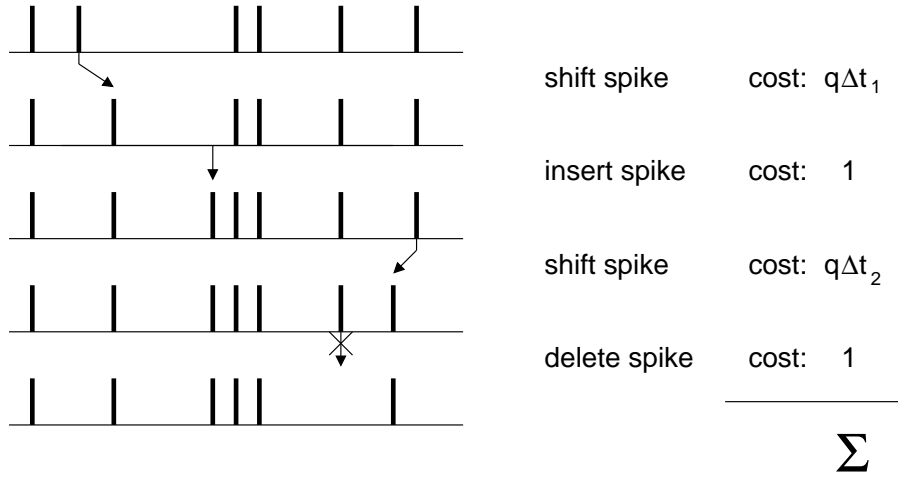 shift spike cost: qΔt₁
insert spike cost: 1
shift spike cost: qΔt₂
delete spike cost: 1
Σ